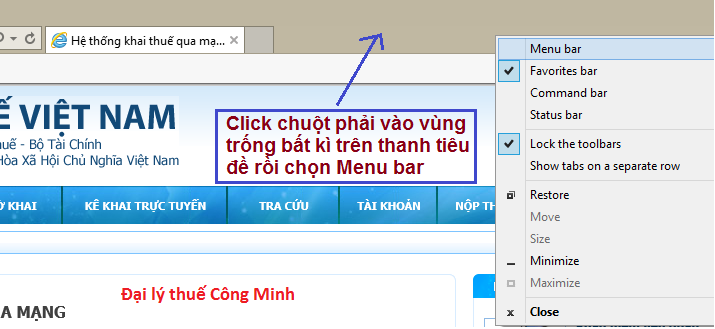 Hệ thống khai thuế qua mạ...
Menu bar
Favorites bar
Command bar
Status bar
Lock the toolbars
Show tabs on a separate row
Restore
Move
Size
Minimize
Maximize
Close
Ế VIỆT NAM
huế - Bộ Tài Chính
Hòa Xã Hội Chủ Nghĩa Việt Nam
Click chuột phải vào vùng
trống bất kì trên thanh tiêu
đề rồi chọn Menu bar
Ờ KHAI
KÊ KHAI TRỰC TUYẾN
TRA CỨU
TÀI KHOẢN
NỘP TH
Đại lý thuế Công Minh
A MẠNG